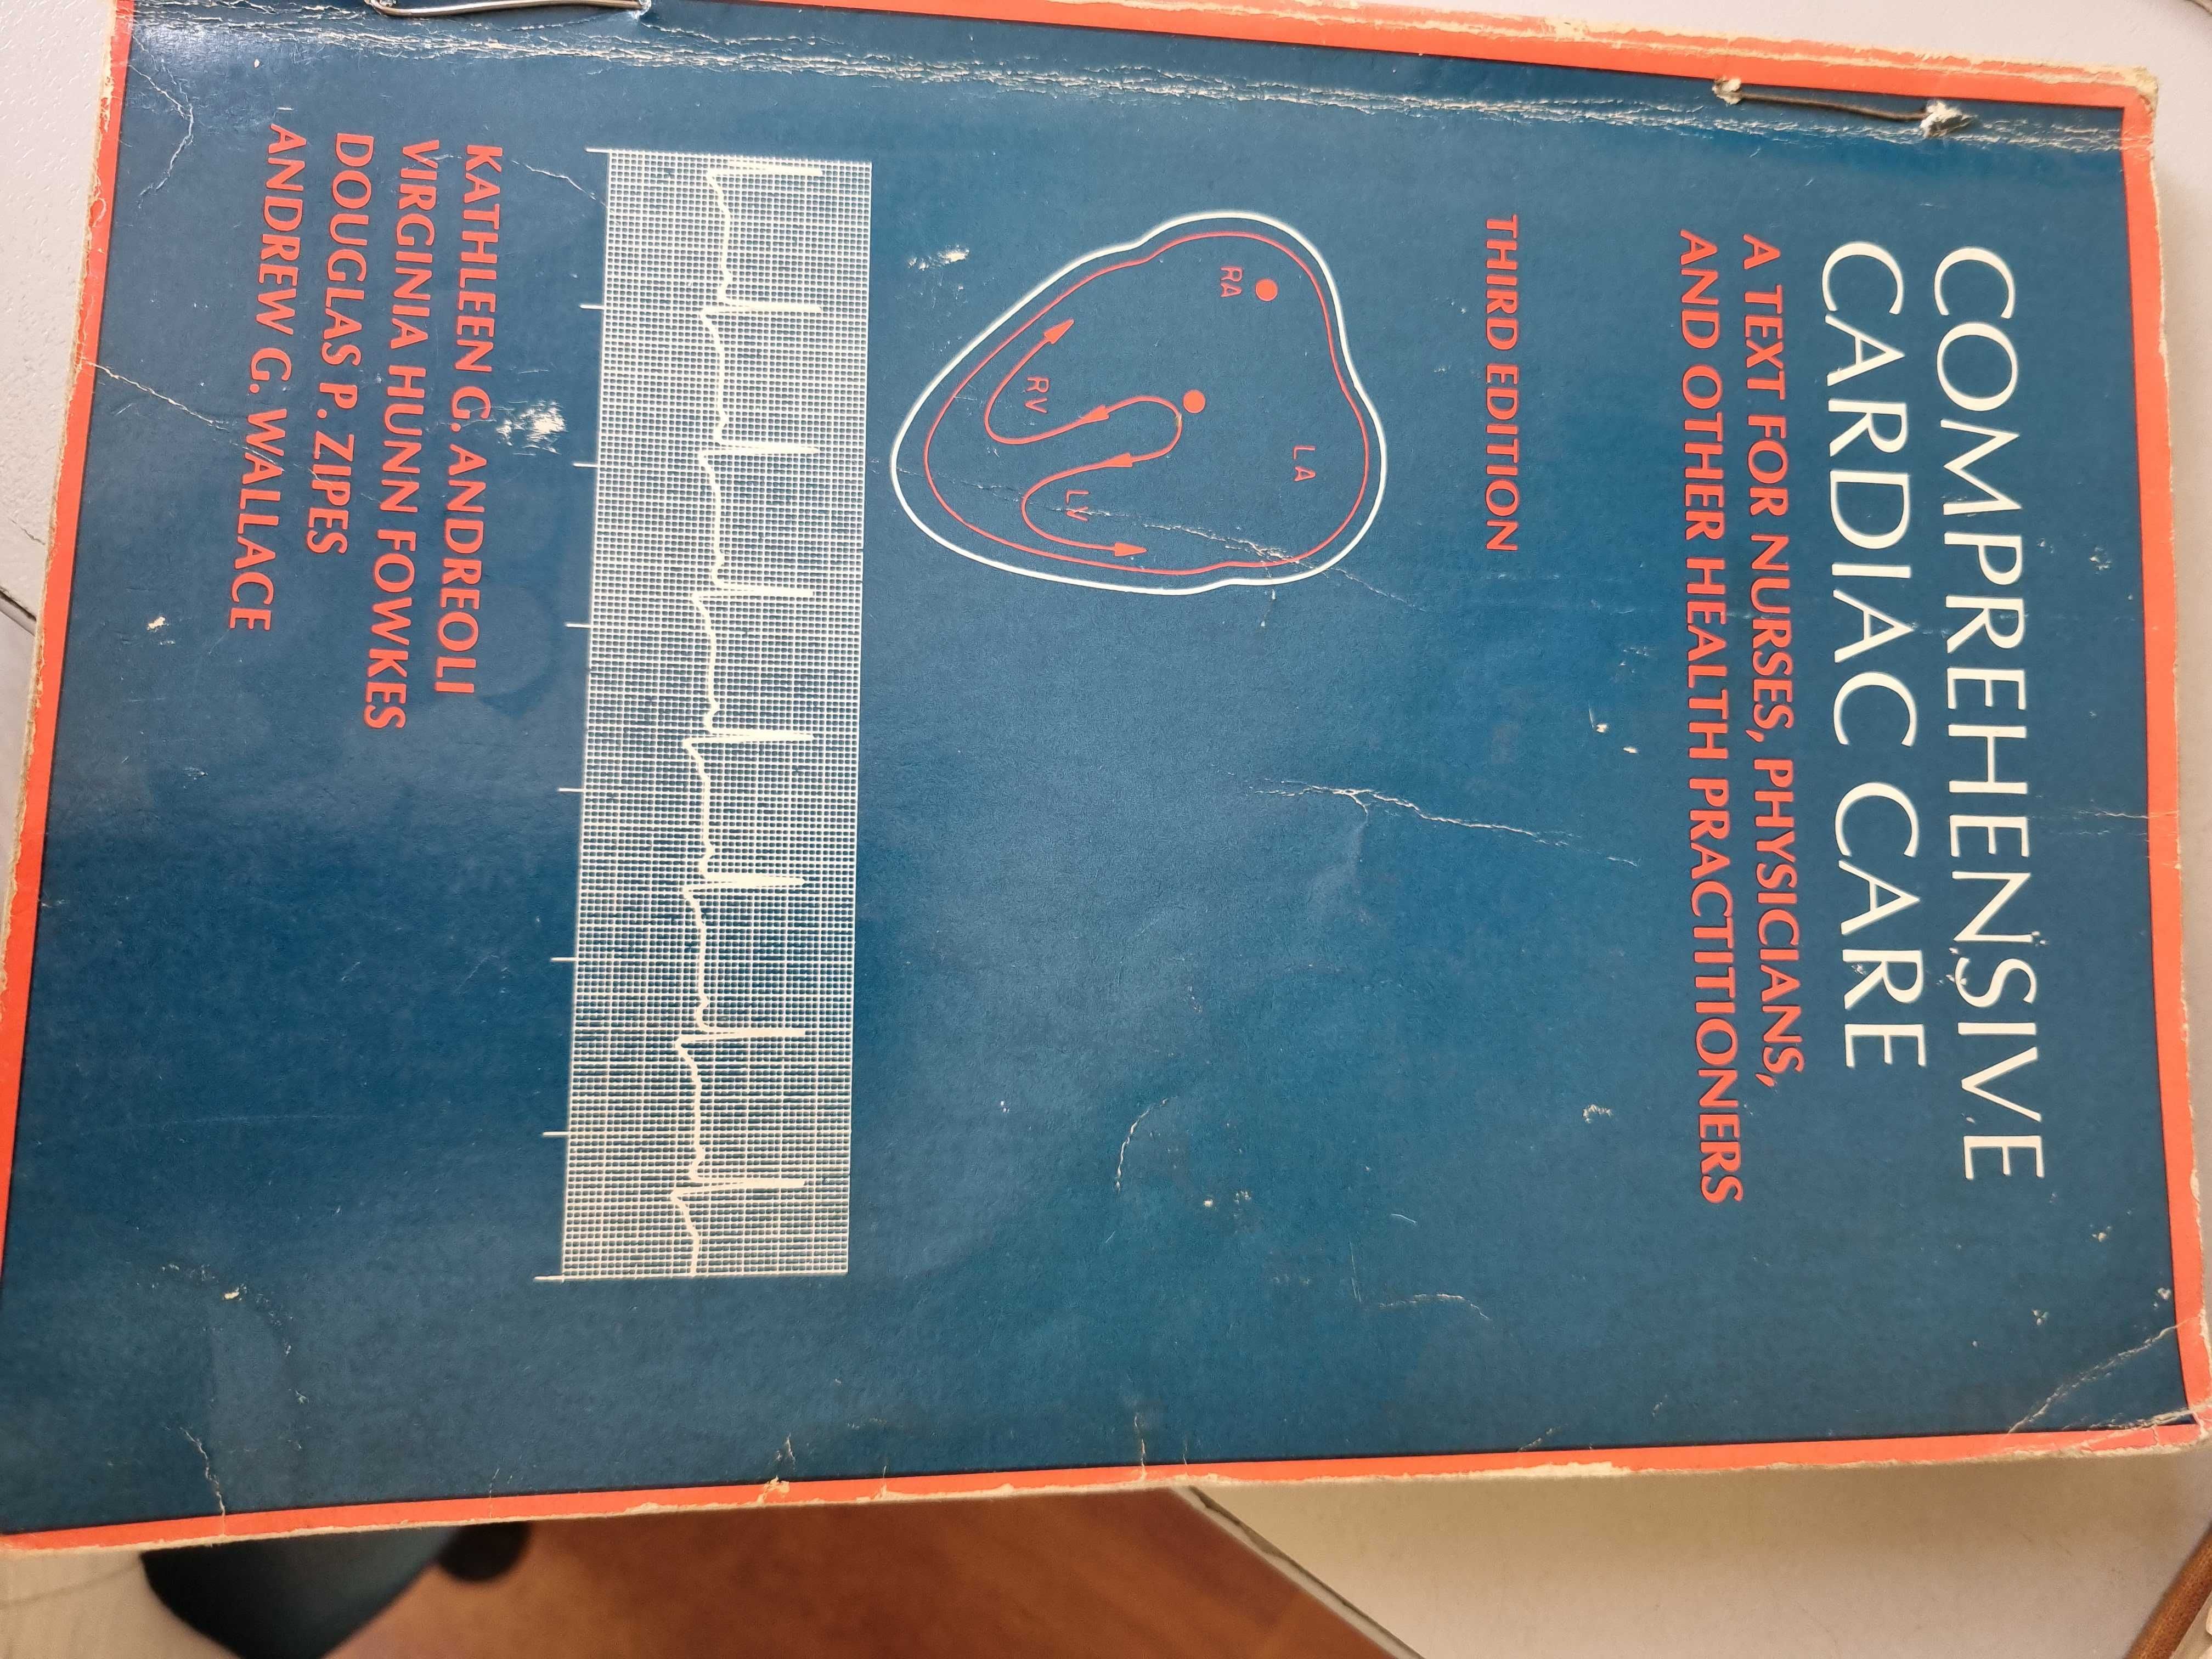 COMPREHENSIVE
CARDIAC CARE
A TEXT FOR NURSES, PHYSICIANS,
AND OTHER HEALTH PRACTITIONERS
THIRD EDITION
LA
RA
LV
RV
KATHLEEN G. ANDREOLI
VIRGINIA HUNN FOWKES
DOUGLAS P. ZIPES
ANDREW G. WALLACE